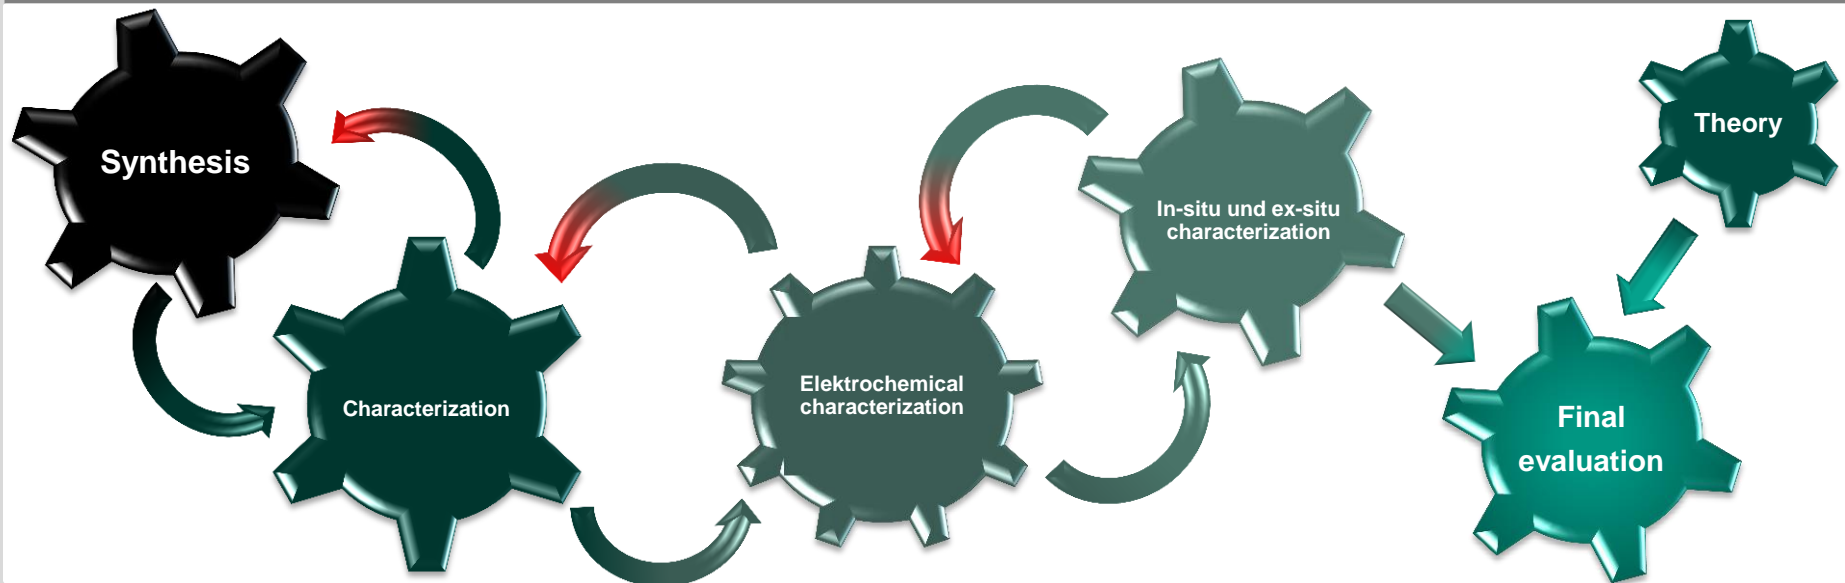 Synthesis
Characterization
Elektrochemical
characterization
In-situ und ex-situ
characterization
Theory
Final
evaluation